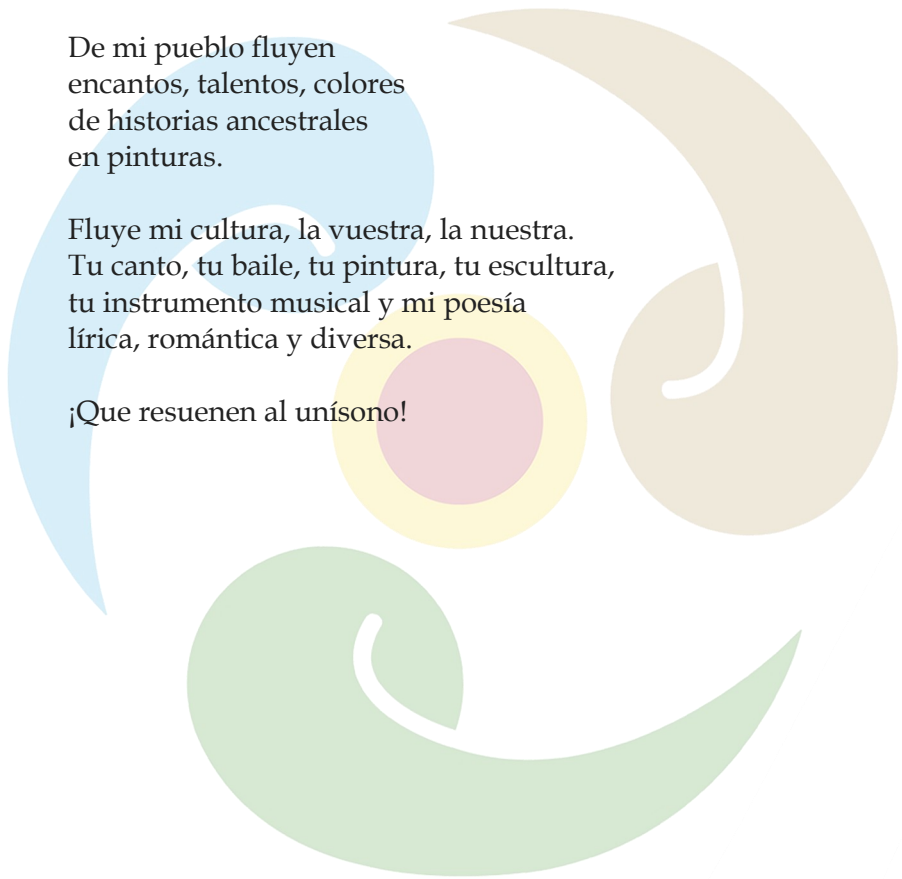 De mi pueblo fluyen
encantos, talentos, colores
de historias ancestrales
en pinturas.
Fluye mi cultura, la vuestra, la nuestra.
Tu canto, tu baile, tu pintura, tu escultura,
tu instrumento musical y mi poesía
lírica, romántica y diversa.
¡Que resuenen al unísono!